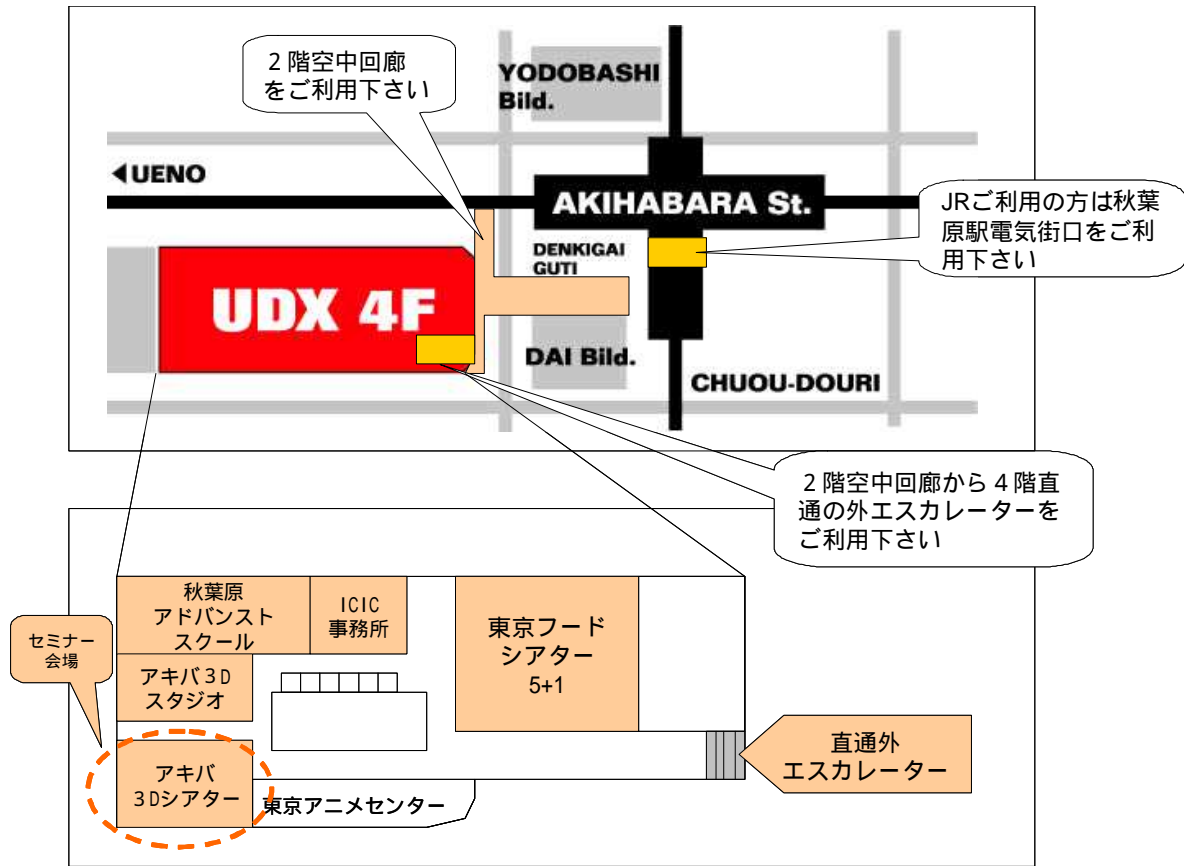 ２階空中回廊
をご利用下さい
YODOBASHI
Bild.
◀UENO
AKIHABARA St.
JRご利用の方は秋葉
原駅電気街口をご利
用下さい
DENKIGAI
GUTI
UDX 4F
DAI Bild.
CHUOU-DOURI
２階空中回廊から４階直
通の外エスカレーターを
ご利用下さい
秋葉原
アドバンスト
スクール
ICIC
事務所
東京フード
シアター
5+1
セミナー
会場
アキバ３D
スタジオ
直通外
エスカレーター
アキバ
３Dシアター
東京アニメセンター